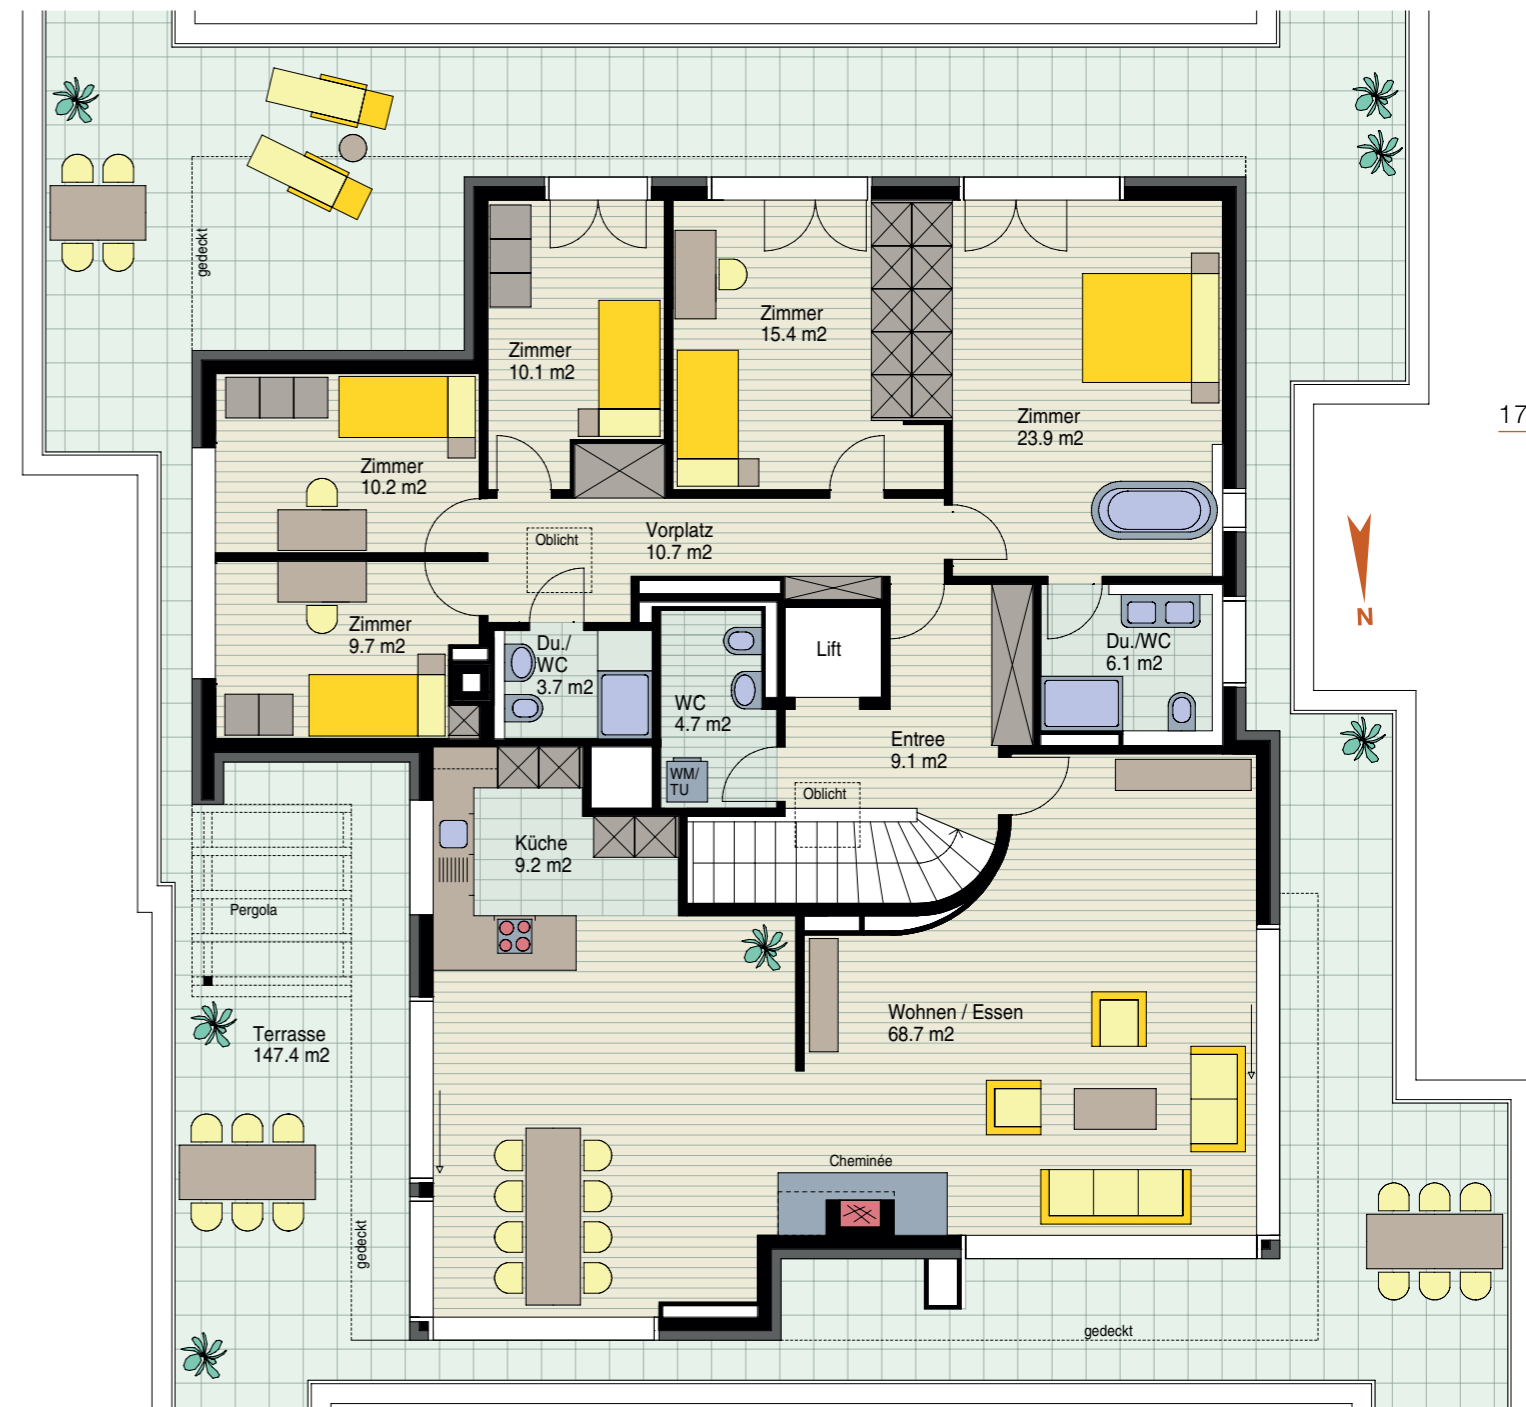 gedeckt
Zimmer
15.4 m2
Zimmer
10.1 m2
Zimmer
23.9 m2
17
Zimmer
10.2 m2
Vorplatz
10.7 m2
Oblicht
N
Zimmer
9.7 m2
Du./
WC
3.7 m2
WC
4.7 m2
Lift
Du./WC
6.1 m2
Entree
9.1 m2
WM/
TU
Oblicht
Küche
9.2 m2
Pergola
Wohnen / Essen
68.7 m2
Terrasse
147.4 m2
Cheminée
gedeckt
gedeckt